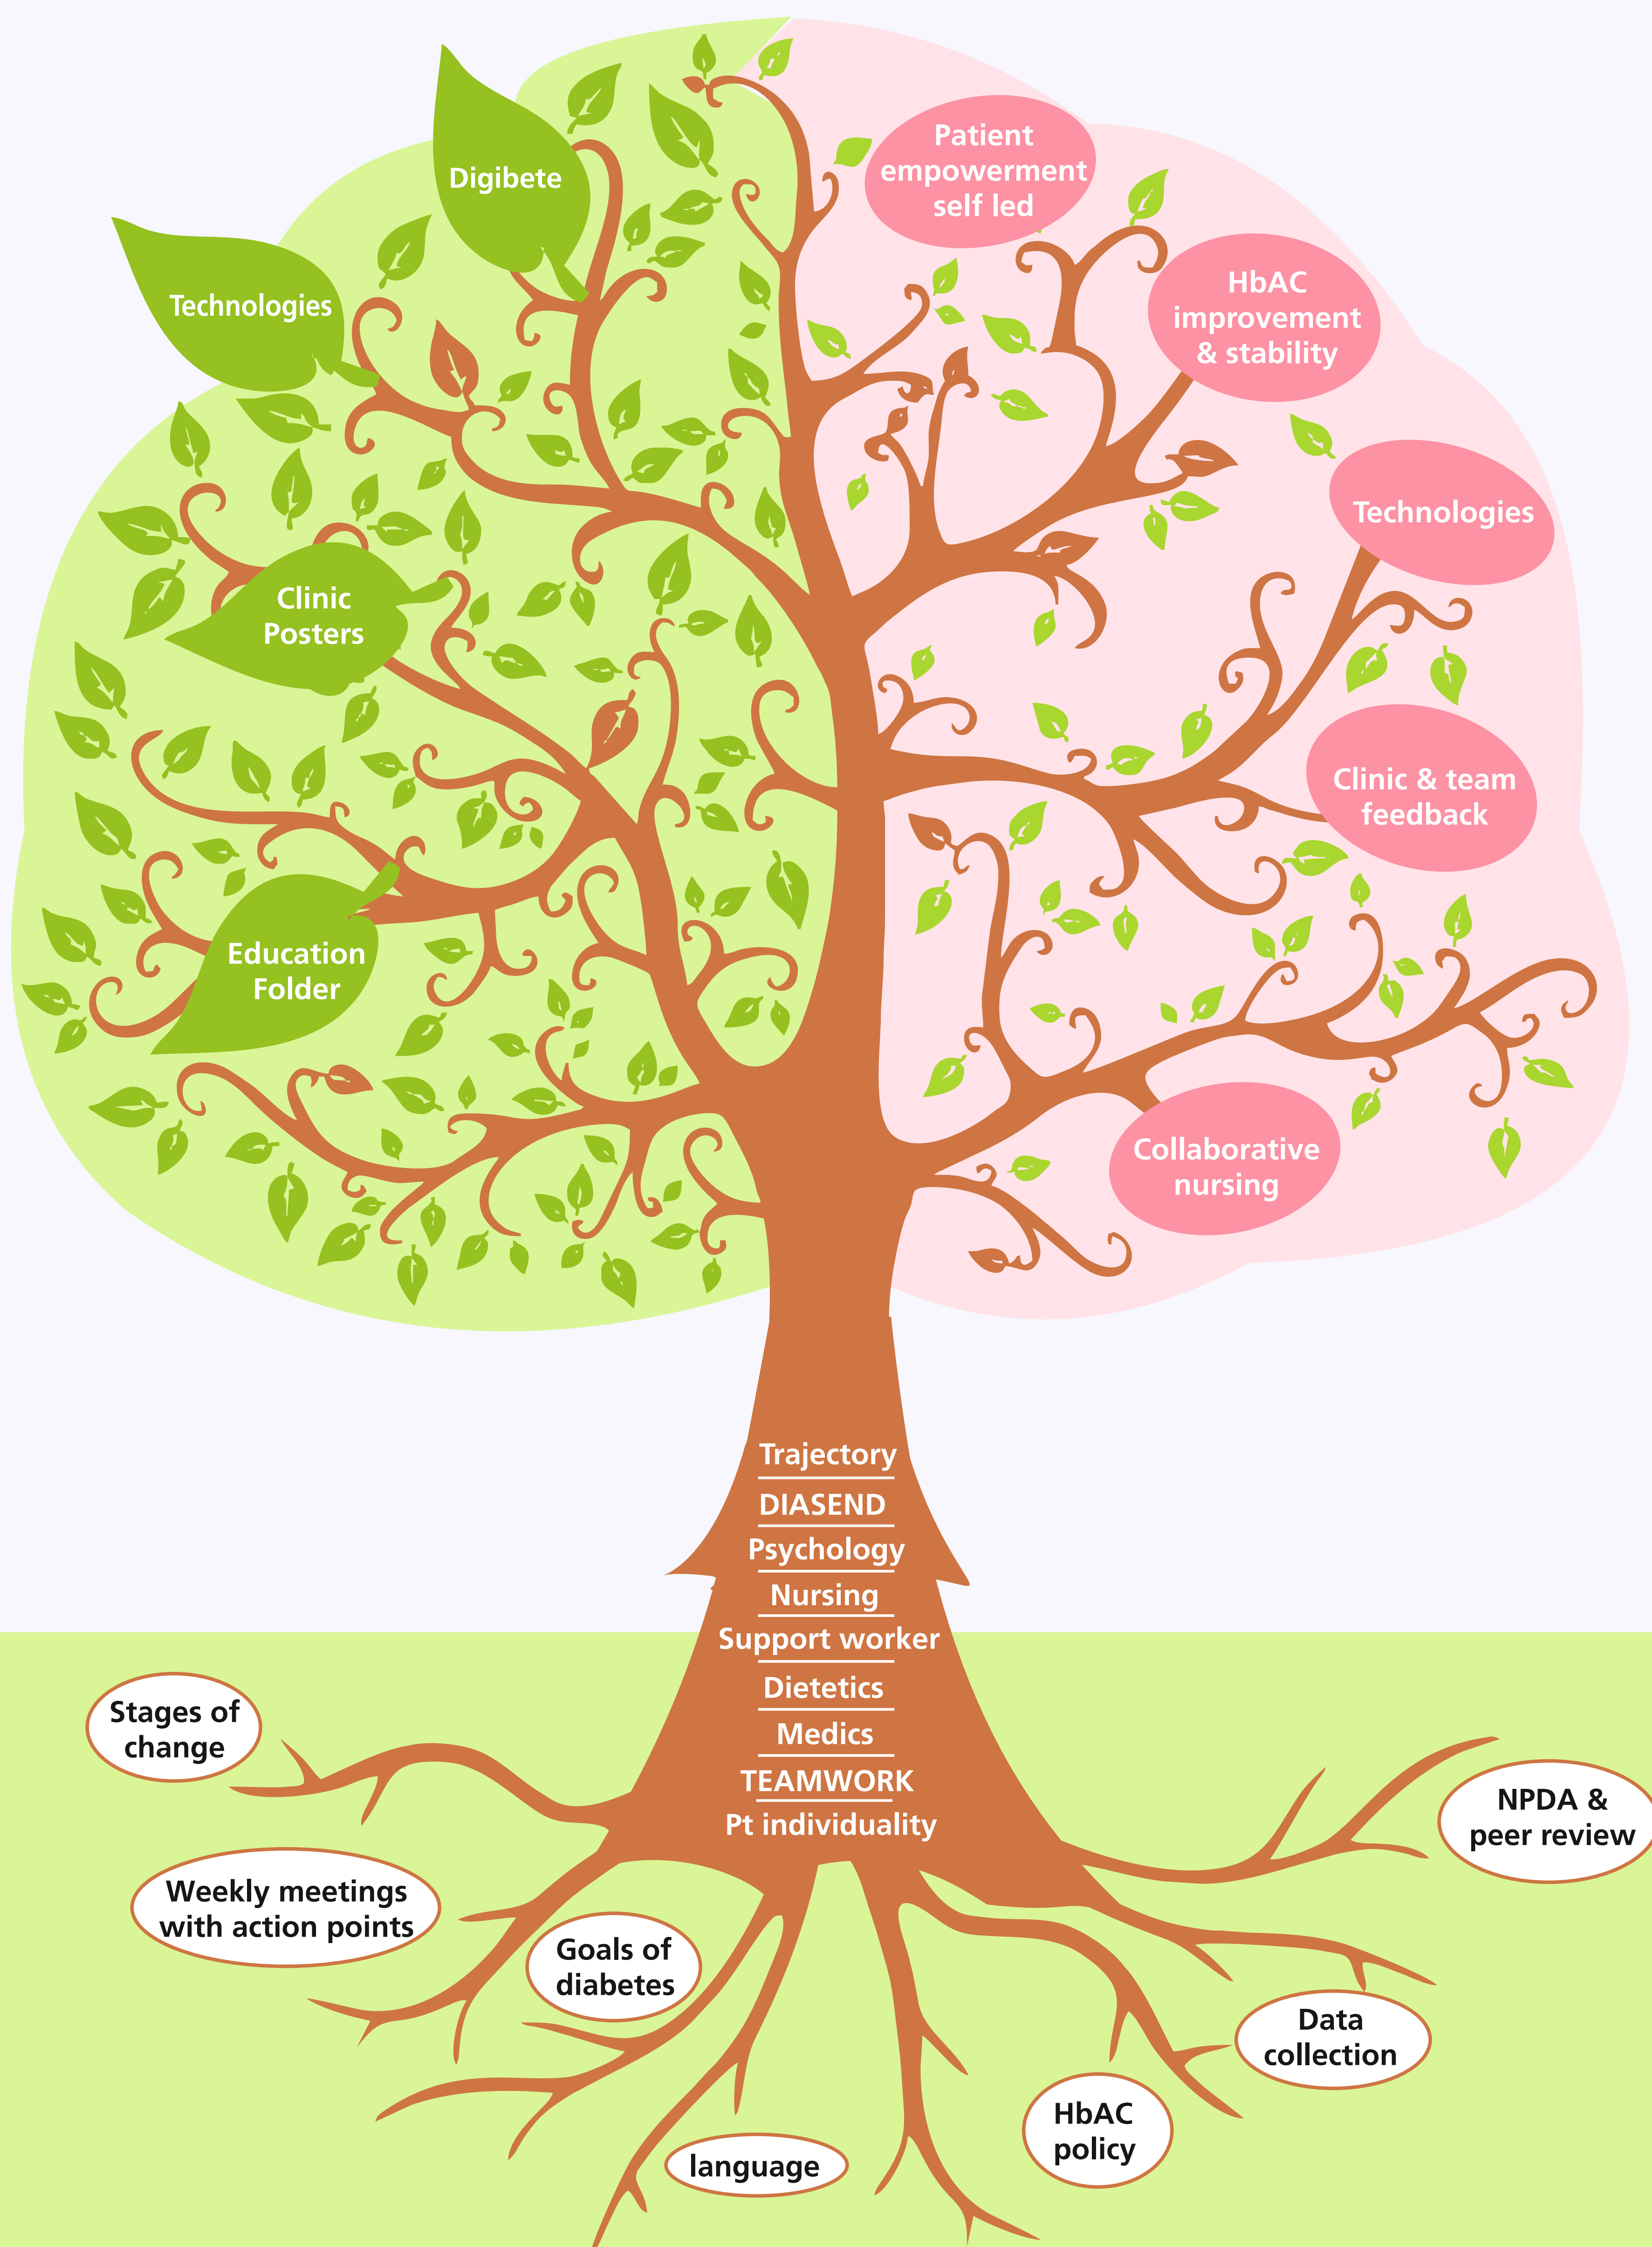 Digibete
Technologies
Clinic
Posters
Education
Folder
Patient
empowerment
self led
HbAC
improvement
& stability
Technologies
Clinic & team
feedback
Collaborative
nursing
Trajectory
DIASEND
Psychology
Nursing
Support worker
Dietetics
Medics
TEAMWORK
Pt individuality
Stages of
change
Weekly meetings
with action points
Goals of
diabetes
language
HbAC
policy
Data
collection
NPDA &
peer review